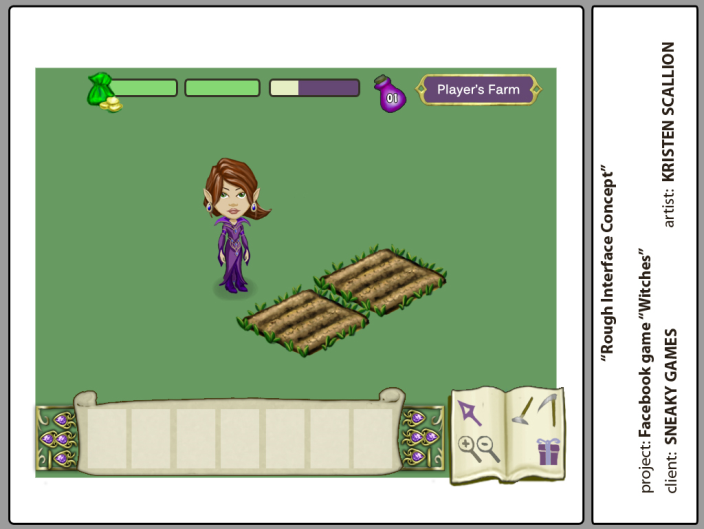 01
Player's Farm
"Rough Interface Concept"
project: Facebook game "Witches"
client: SNEAKY GAMES
artist: KRISTEN SCALLION